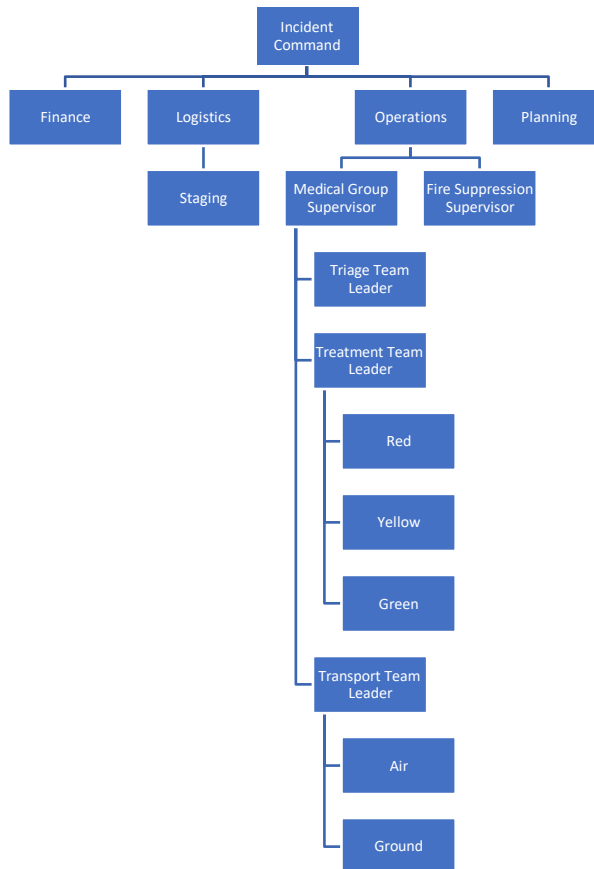 Incident
Command
Finance
Logistics
Operations
Planning
Staging
Medical Group
Supervisor
Fire Suppression
Supervisor
Triage Team
Leader
Treatment Team
Leader
Red
Yellow
Green
Transport Team
Leader
Air
Ground